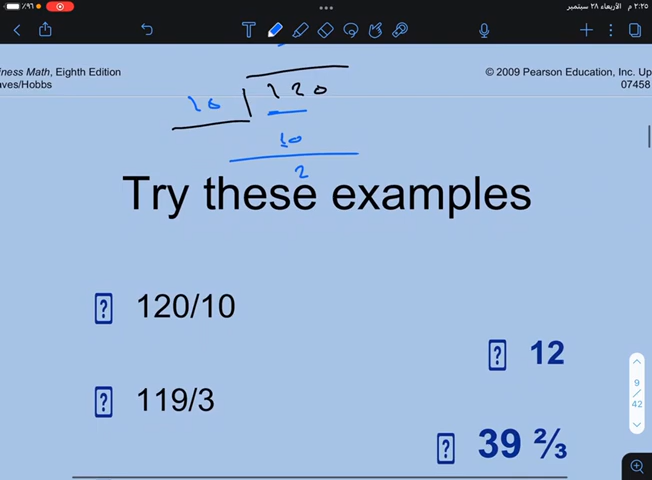 ٩٦٪ ٢:٢٥ م الأربعاء ٢٨ سبتمبر
iness Math, Eighth Edition
aves/Hobbs
© 2009 Pearson Education, Inc. Up
07458
10 120
10
2
Try these examples
120/10
12
119/3
39 ⅔
9
/
42